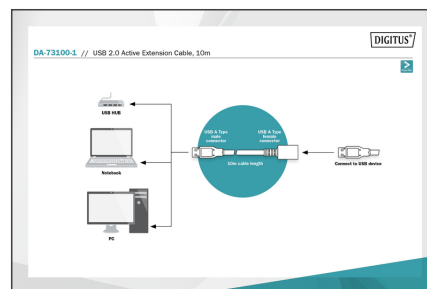 DIGITUS®
DA-73100-1 // USB 2.0 Active Extension Cable, 10m
USB HUB
USB A Type
male
connector
USB A Type
female
connector
10m cable length
Notebook
Connect to USB device
PC